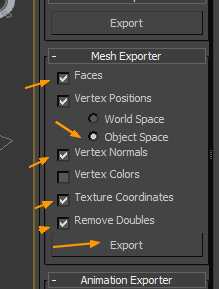 Export
- Mesh Exporter
Faces
Vertex Positions
World Space
Object Space
Vertex Normals
Vertex Colors
Texture Coordinates
Remove Doubles
Export
- Animation Exporter